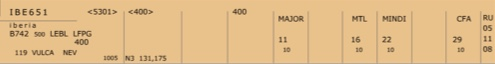 IBE651 <5301> <400> 400
MAJOR MTL MINDI CFA RU
iberia 05
B742 500 LEBL LFPG 11 16 22 29 11
400
10 10 10 10 08
119 VULCA NEV 1005 N3 131,175